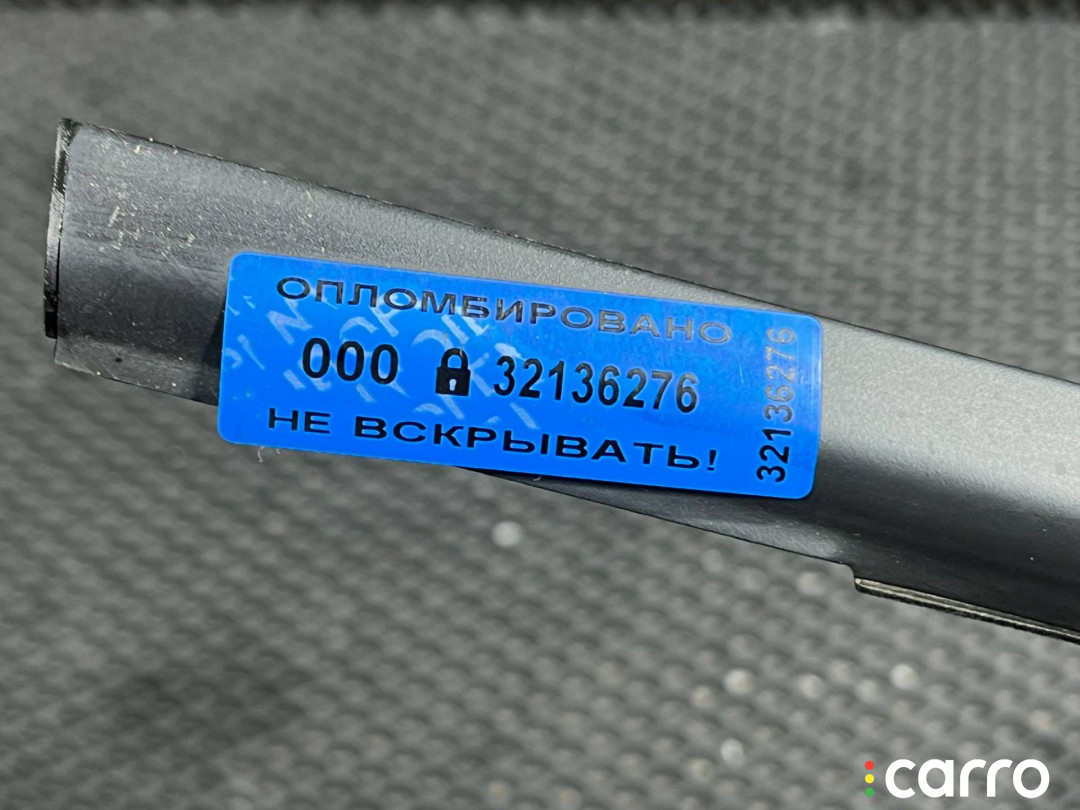 ОПЛОМБИРОВАНО
000 32136276
НЕ ВСКРЫВАТЬ!
32136276
carro